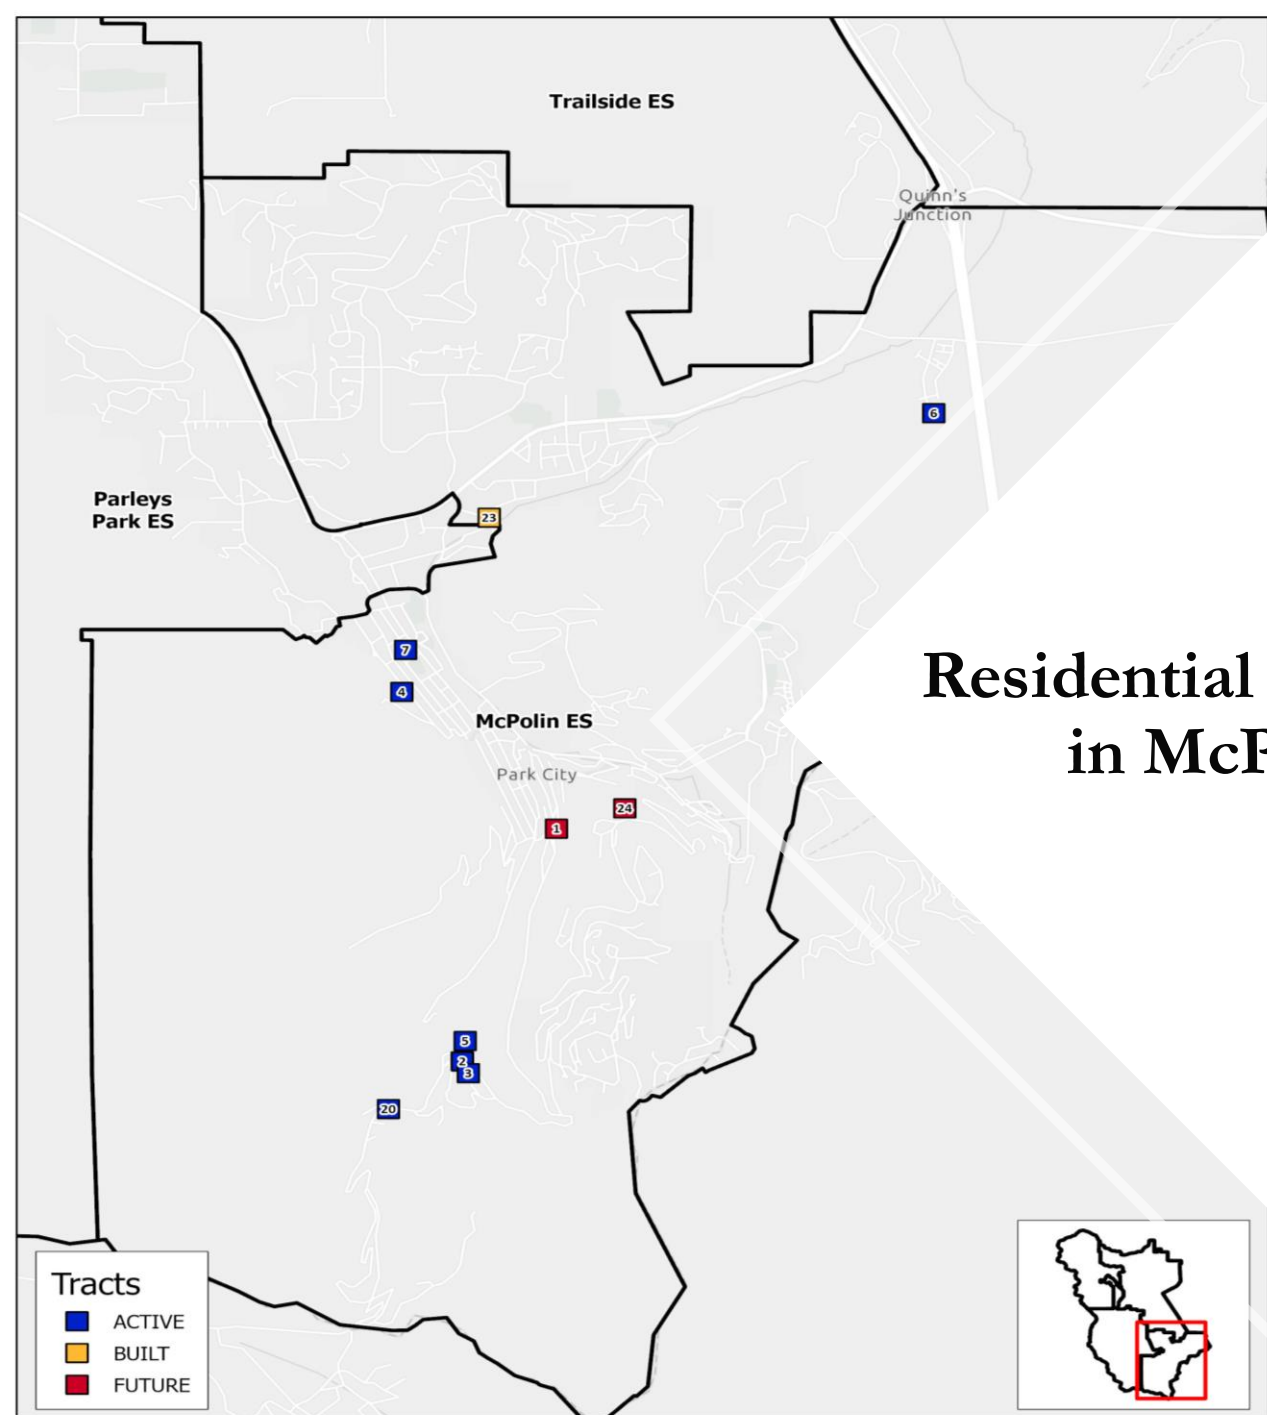 Trailside ES
Quinn's
Junction
6
Parleys
Park ES
23
7
4
McPolin ES
Park City
24
1
5
2
3
20
Residential
in McP
Tracts
ACTIVE
BUILT
FUTURE